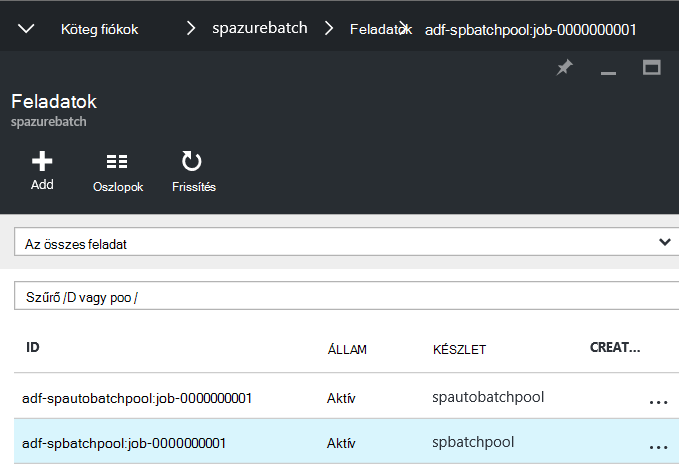 Köteg fiókok spazurebatch Feladatok adf-spbatchpool:job-0000000001
Feladatok
spazurebatch
Add Oszlopok Frissítés
Az összes feladat
Szűrő /D vagy poo /
ID ÁLLAM KÉSZLET CREAT...
adf-spautobatchpool:job-0000000001 Aktív spautobatchpool ...
adf-spbatchpool:job-0000000001 Aktív spbatchpool ...